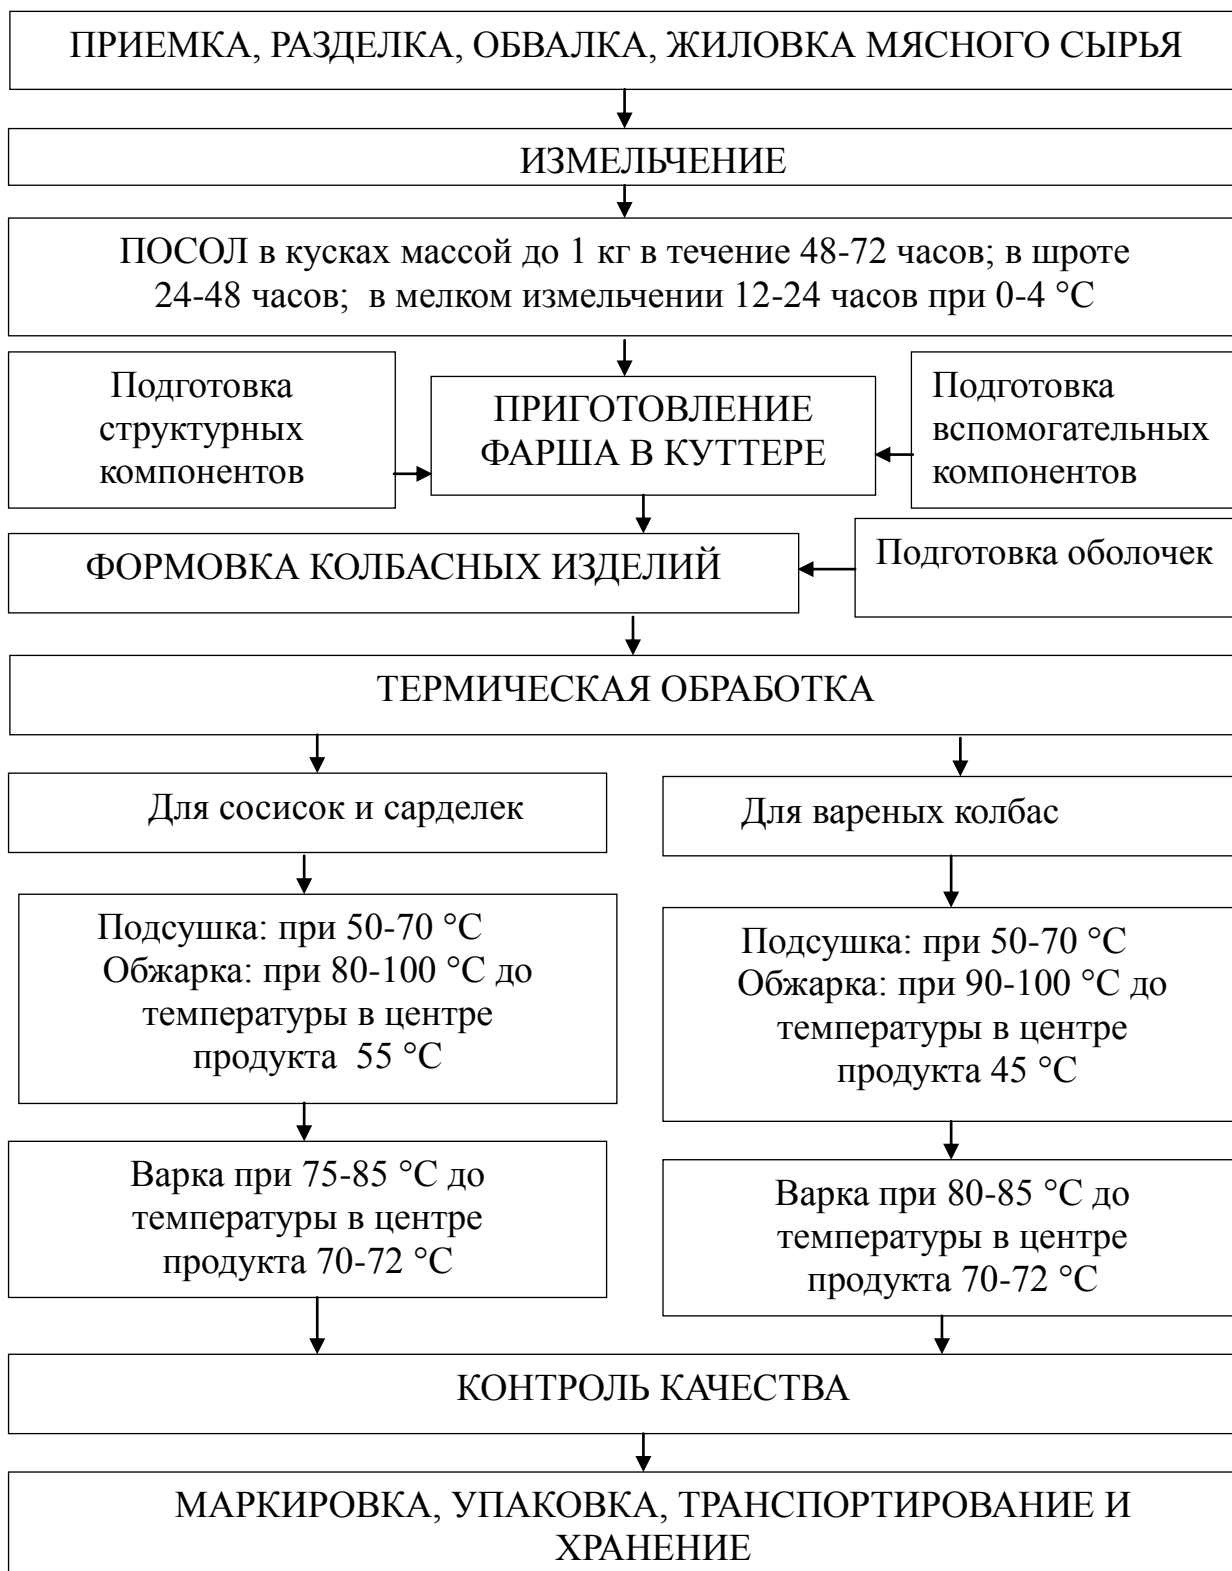 ПРИЕМКА, РАЗДЕЛКА, ОБВАЛКА, ЖИЛОВКА МЯСНОГО СЫРЬЯ
ИЗМЕЛЬЧЕНИЕ
ПОСОЛ в кусках массой до 1 кг в течение 48-72 часов; в шроте
24-48 часов; в мелком измельчении 12-24 часов при 0-4 °С
Подготовка
структурных
компонентов
ПРИГОТОВЛЕНИЕ
ФАРША В КУТТЕРЕ
Подготовка
вспомогательных
компонентов
ФОРМОВКА КОЛБАСНЫХ ИЗДЕЛИЙ
Подготовка оболочек
ТЕРМИЧЕСКАЯ ОБРАБОТКА
Для сосисок и сарделек
Для вареных колбас
Подсушка: при 50-70 °С
Обжарка: при 80-100 °С до
температуры в центре
продукта 55 °С
Подсушка: при 50-70 °С
Обжарка: при 90-100 °С до
температуры в центре
продукта 45 °С
Варка при 75-85 °С до
температуры в центре
продукта 70-72 °С
Варка при 80-85 °С до
температуры в центре
продукта 70-72 °С
КОНТРОЛЬ КАЧЕСТВА
МАРКИРОВКА, УПАКОВКА, ТРАНСПОРТИРОВАНИЕ И
ХРАНЕНИЕ